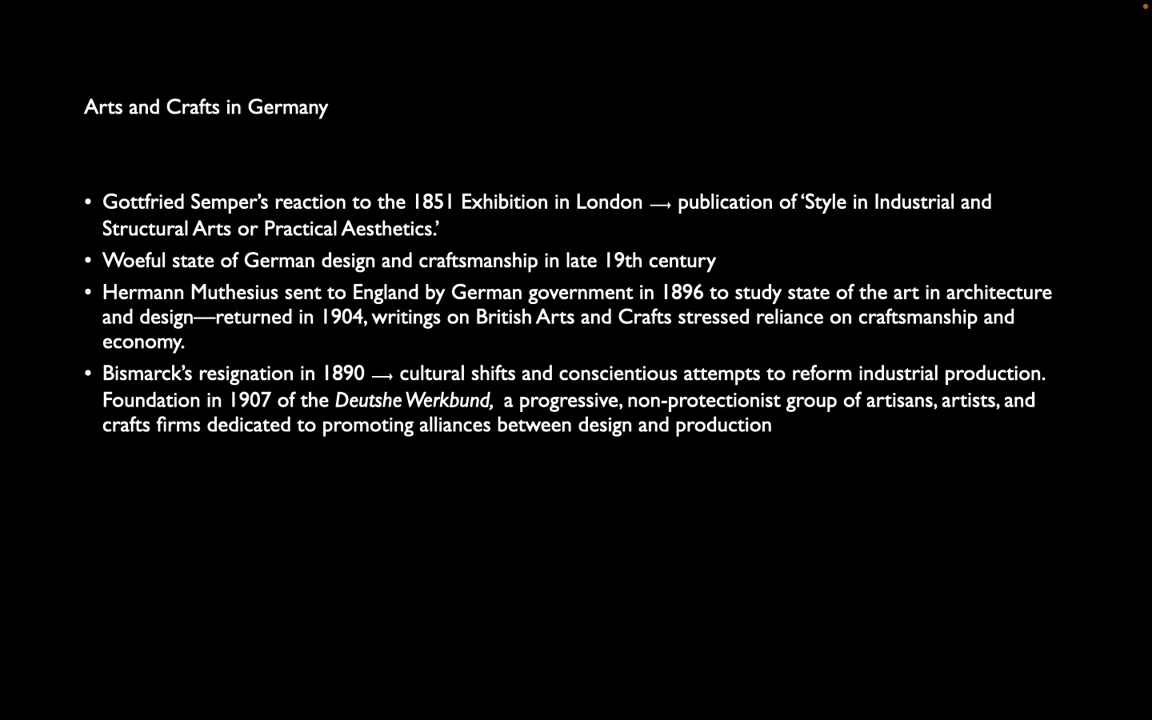 Arts and Crafts in Germany
• Gottfried Semper’s reaction to the 1851 Exhibition in London → publication of ‘Style in Industrial and
Structural Arts or Practical Aesthetics.’
• Woeful state of German design and craftsmanship in late 19th century
• Hermann Muthesius sent to England by German government in 1896 to study state of the art in architecture
and design—returned in 1904, writings on British Arts and Crafts stressed reliance on craftsmanship and
economy.
• Bismarck’s resignation in 1890 → cultural shifts and conscientious attempts to reform industrial production.
Foundation in 1907 of the Deutshe Werkbund, a progressive, non-protectionist group of artisans, artists, and
crafts firms dedicated to promoting alliances between design and production